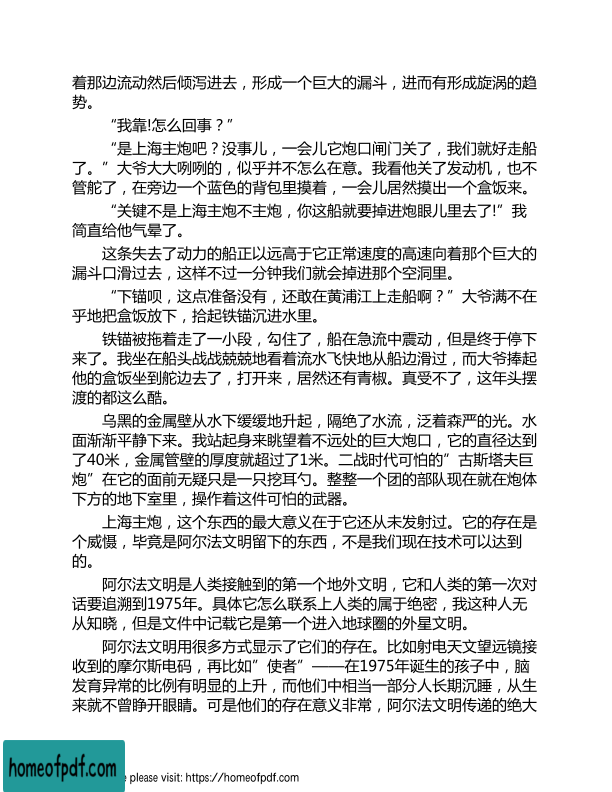 着那边流动然后倾泻进去，形成一个巨大的漏斗，进而有形成旋涡的趋
势。
“我靠!怎么回事？”
“是上海主炮吧？没事儿，一会儿它炮口闸门关了，我们就好走船
了。”大爷大大咧咧的，似乎并不怎么在意。我看他关了发动机，也不
管舵了，在旁边一个蓝色的背包里摸着，一会儿居然摸出一个盒饭来。
“关键不是上海主炮不主炮，你这船就要掉进炮眼儿里去了!”我
简直给他气晕了。
这条失去了动力的船正以远高于它正常速度的高速向着那个巨大的
漏斗口滑过去，这样不过一分钟我们就会掉进那个空洞里。
“下锚呗，这点准备没有，还敢在黄浦江上走船啊？”大爷满不在
乎地把盒饭放下，拾起铁锚沉进水里。
铁锚被拖着走了一小段，勾住了，船在急流中震动，但是终于停下
来了。我坐在船头战战兢兢地看着流水飞快地从船边滑过，而大爷捧起
他的盒饭坐到舵边去了，打开来，居然还有青椒。真受不了，这年头摆
渡的都这么酷。
乌黑的金属壁从水下缓缓地升起，隔绝了水流，泛着森严的光。水
面渐渐平静下来。我站起身来眺望着不远处的巨大炮口，它的直径达到
了40米，金属管壁的厚度就超过了1米。二战时代可怕的”古斯塔夫巨
炮”在它的面前无疑只是一只挖耳勺。整整一个团的部队现在就在炮体
下方的地下室里，操作着这件可怕的武器。
上海主炮，这个东西的最大意义在于它还从未发射过。它的存在是
个威慑，毕竟是阿尔法文明留下的东西，不是我们现在技术可以达到
的。
阿尔法文明是人类接触到的第一个地外文明，它和人类的第一次对
话要追溯到1975年。具体它怎么联系上人类的属于绝密，我这种人无
从知晓，但是文件中记载它是第一个进入地球圈的外星文明。
阿尔法文明用很多方式显示了它们的存在。比如射电天文望远镜接
收到的摩尔斯电码，再比如”使者”——在1975年诞生的孩子中，脑
发育异常的比例有明显的上升，而他们中相当一部分人长期沉睡，从生
来就不曾睁开眼睛。可是他们的存在意义非常，阿尔法文明传递的绝大
homeofpdf.com
e please visit: https://homeofpdf.com